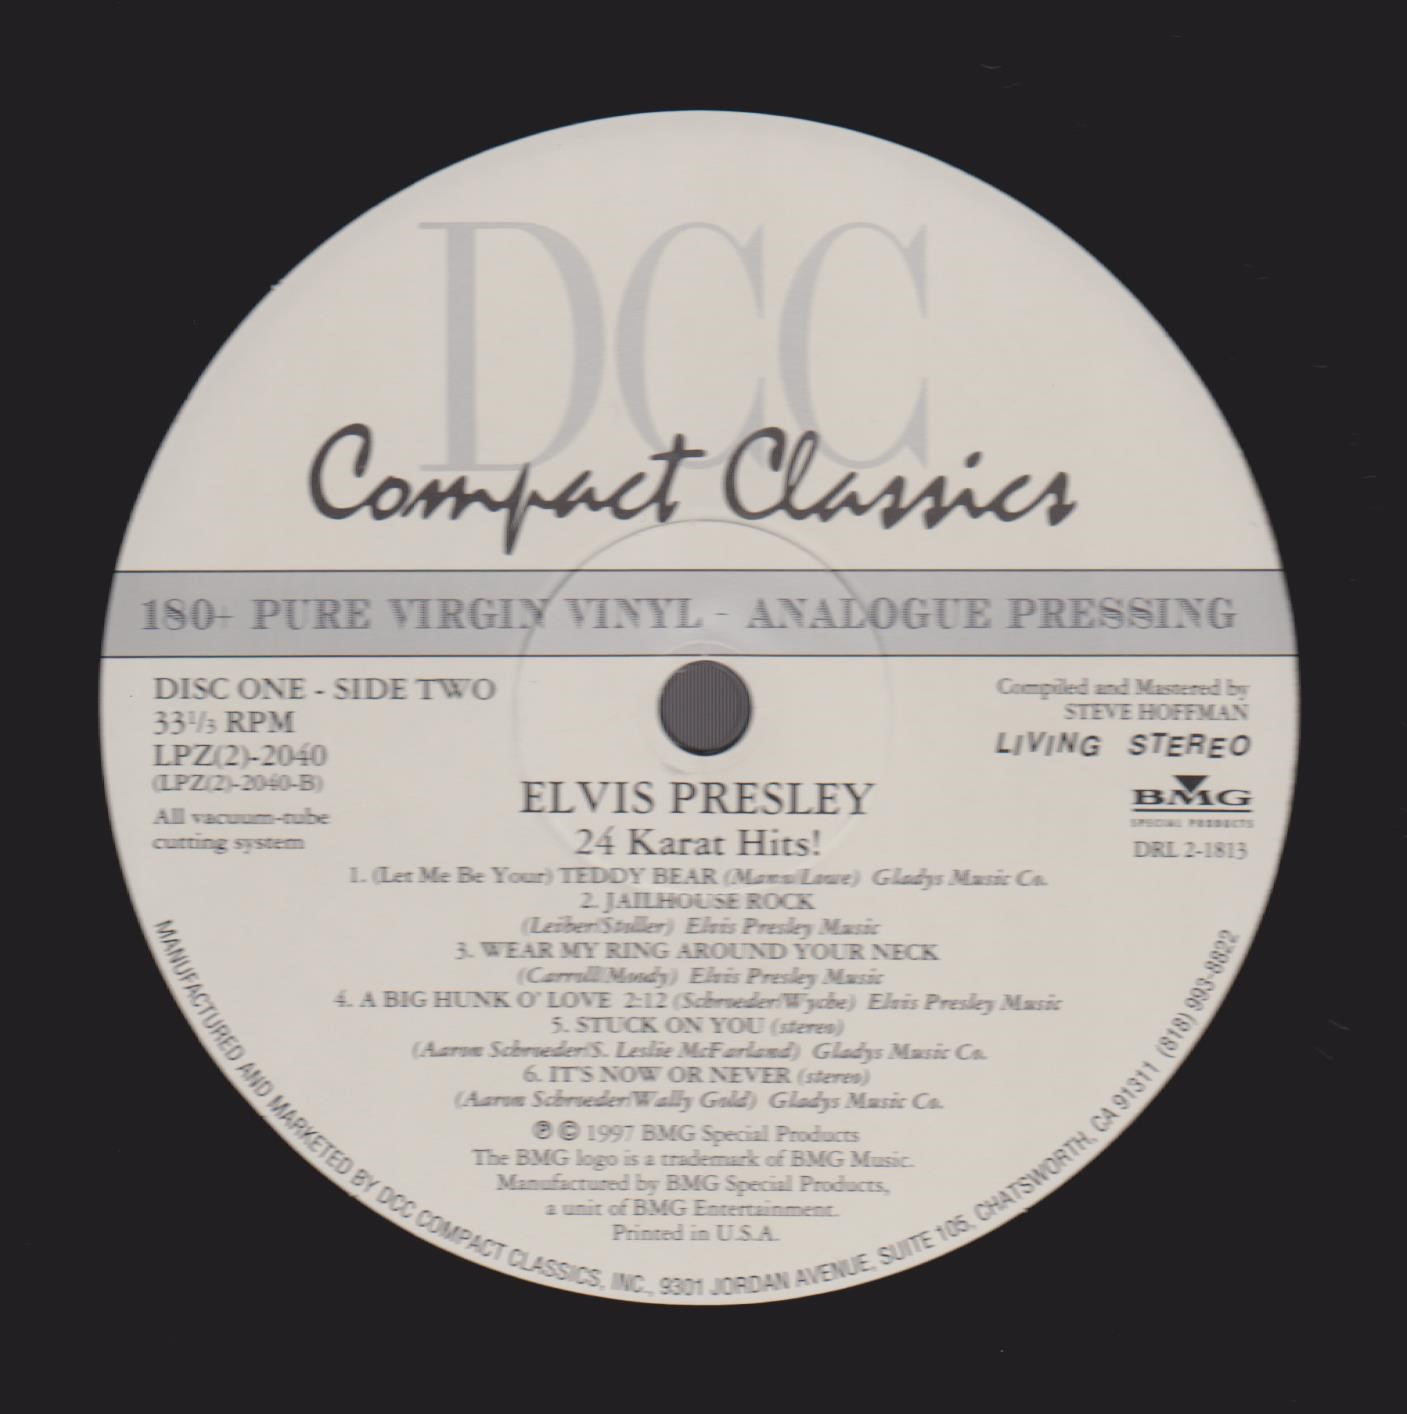 DCC
Compact Classics
180+ PURE VIRGIN VINYL - ANALOGUE PRESSING
DISC ONE - SIDE TWO
33⅓ RPM
LPZ(2)-2040
(LPZ(2)-2040-B)
All vacuum-tube
cutting system
Compiled and Mastered by
STEVE HOFFMAN
LIVING STEREO
BMG
SPECIAL PRODUCTS
DRL 2-1813
ELVIS PRESLEY
24 Karat Hits!
1. (Let Me Be Your) TEDDY BEAR (Mann/Lowe) Gladys Music Co.
2. JAILHOUSE ROCK
(Leiber/Stoller) Elvis Presley Music
3. WEAR MY RING AROUND YOUR NECK
(Carroll/Moody) Elvis Presley Music
4. A BIG HUNK O' LOVE 2:12 (Schroeder/Wyche) Elvis Presley Music
5. STUCK ON YOU (stereo)
(Aaron Schroeder/S. Leslie McFarland) Gladys Music Co.
6. IT'S NOW OR NEVER (stereo)
(Aaron Schroeder/Wally Gold) Gladys Music Co.
℗ © 1997 BMG Special Products
The BMG logo is a trademark of BMG Music.
Manufactured by BMG Special Products,
a unit of BMG Entertainment.
Printed in U.S.A.
MANUFACTURED AND MARKETED BY DCC COMPACT CLASSICS, INC., 9301 JORDAN AVENUE, SUITE 105, CHATSWORTH, CA 91311 (818) 993-8822